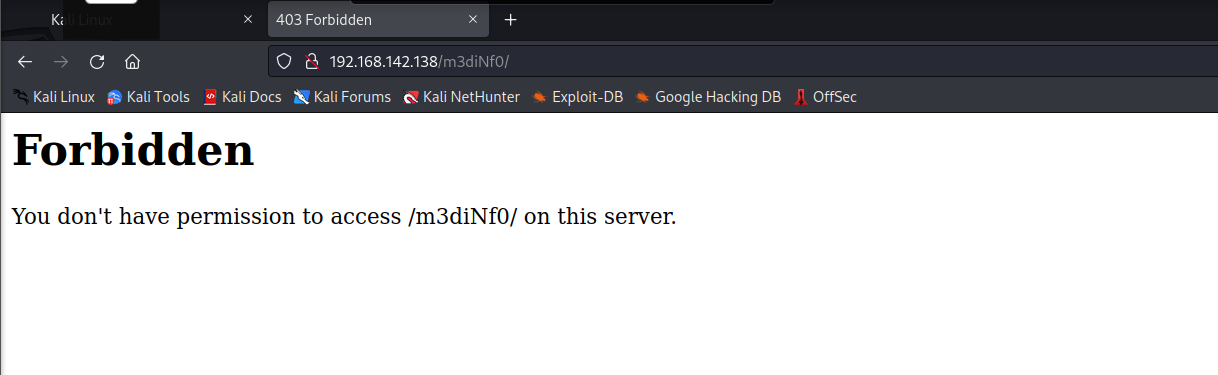 Kali Linux
403 Forbidden
192.168.142.138/m3diNf0/
Kali Linux Kali Tools Kali Docs Kali Forums Kali NetHunter Exploit-DB Google Hacking DB OffSec
Forbidden
You don't have permission to access /m3diNf0/ on this server.